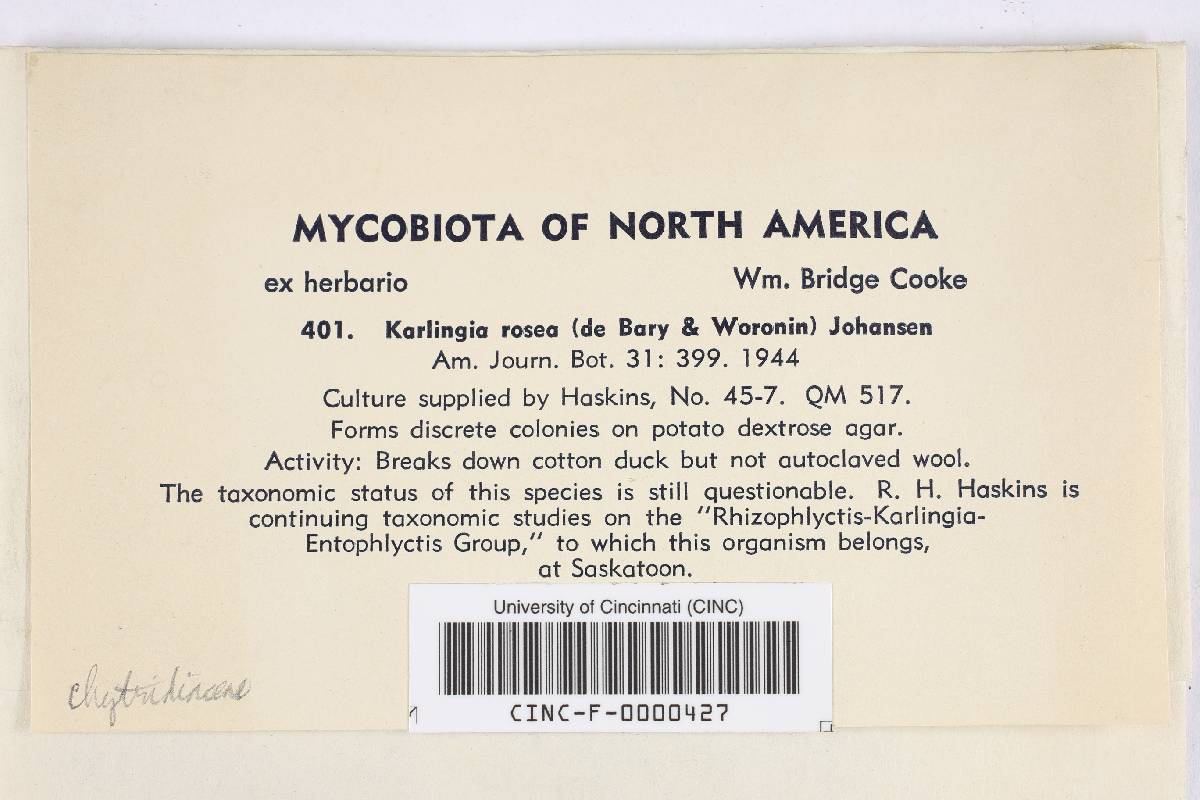 MYCOBIOTA OF NORTH AMERICA
ex herbario Wm. Bridge Cooke
401. Karlingia rosea (de Bary & Woronin) Johansen
Am. Journ. Bot. 31: 399. 1944
Culture supplied by Haskins, No. 45-7. QM 517.
Forms discrete colonies on potato dextrose agar.
Activity: Breaks down cotton duck but not autoclaved wool.
The taxonomic status of this species is still questionable. R. H. Haskins is
continuing taxonomic studies on the "Rhizophlyctis-Karlingia-
Entophlyctis Group," to which this organism belongs,
at Saskatoon.
University of Cincinnati (CINC)
CINC-F-0000427